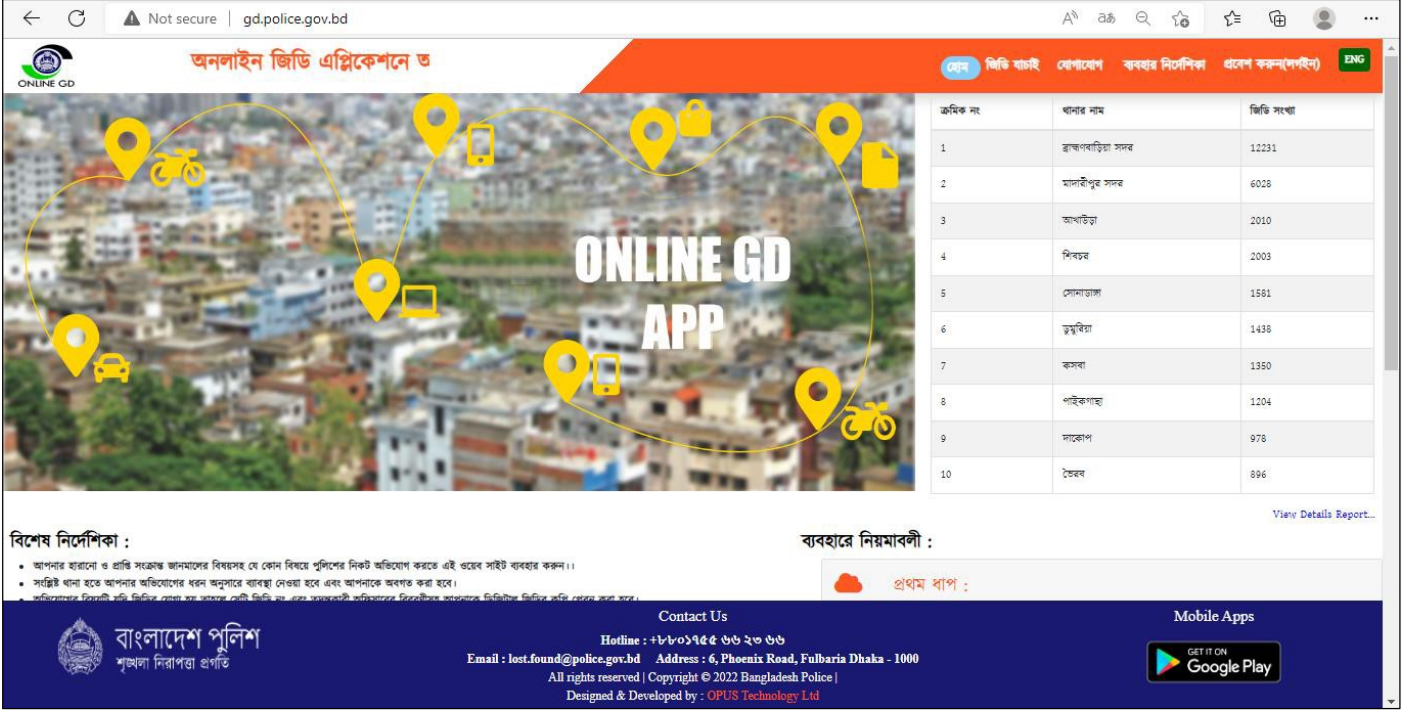 Not secure | gd.police.gov.bd
ONLINE GD
অনলাইন জিডি এপ্লিকেশনে ত
হোম জিডি যাচাই যোগাযোগ ব্যবহার নির্দেশিকা প্রবেশ করুন(লগইন) ENG
ক্রমিক নং থানার নাম জিডি সংখ্যা
1 ব্রাহ্মণবাড়িয়া সদর 12231
2 মাদারীপুর সদর 6028
3 আখাউড়া 2010
4 শিবচর 2003
5 সোনাডাঙ্গা 1581
6 ডুমুরিয়া 1438
7 কসবা 1350
8 পাইকগাছা 1204
9 দাকোপ 978
10 ভৈরব 896
ONLINE GD
APP
View Details Report...
বিশেষ নির্দেশিকা :
আপনার হারানো ও প্রাপ্তি সংক্রান্ত জানমালের বিষয়সহ যে কোন বিষয়ে পুলিশের নিকট অভিযোগ করতে এই ওয়েব সাইট ব্যবহার করুন।।
সংশ্লিষ্ট থানা হতে আপনার অভিযোগের ধরন অনুসারে ব্যাবস্থা নেওয়া হবে এবং আপনাকে অবগত করা হবে।
ব্যবহারে নিয়মাবলী :
প্রথম ধাপ :
বাংলাদেশ পুলিশ
শৃঙ্খলা নিরাপত্তা প্রগতি
Contact Us
Hotline : +৮৮০১৭৫৫ ৬৬ ২৩ ৬৬
Email : lost.found@police.gov.bd Address : 6, Phoenix Road, Fulbaria Dhaka - 1000
All rights reserved | Copyright © 2022 Bangladesh Police |
Designed & Developed by : OPUS Technology Ltd
Mobile Apps
GET IT ON
Google Play